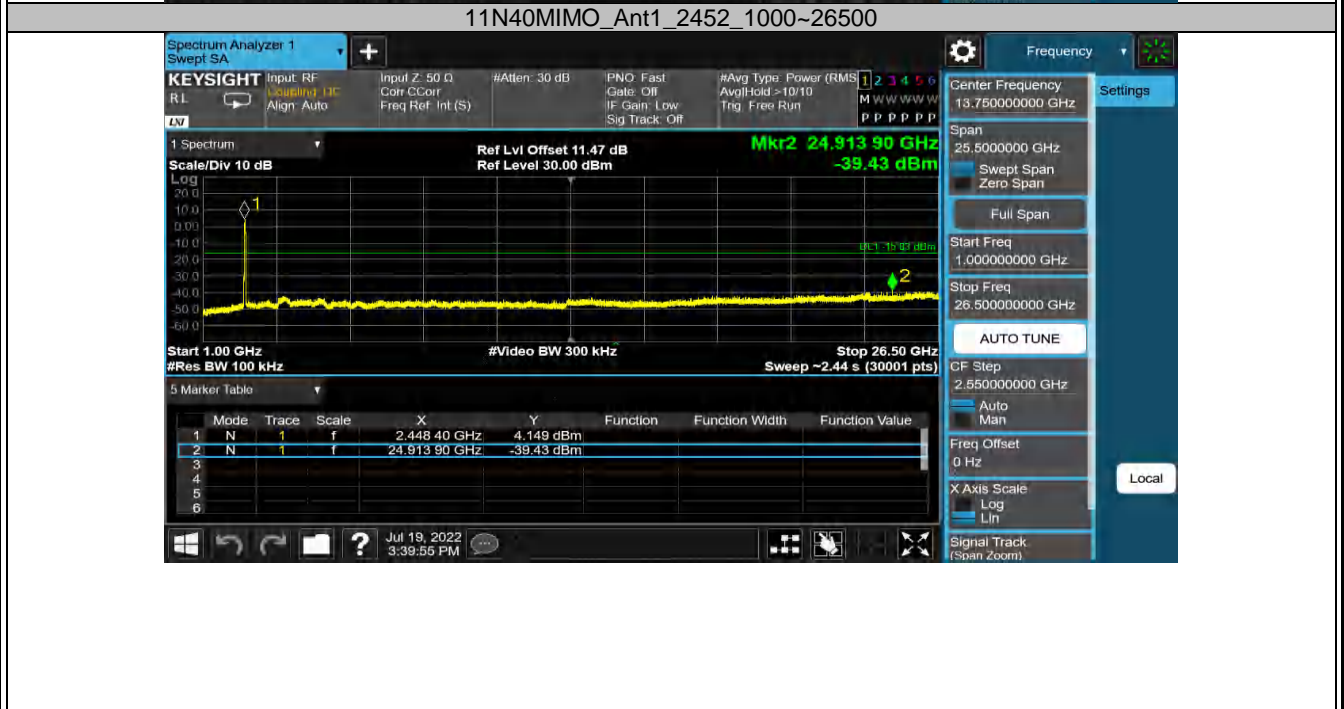 11N40MIMO_Ant1_2452_1000~26500
Spectrum Analyzer 1
Swept SA
+
Frequency
KEYSIGHT
RL
LXI
Input: RF
Coupling: DC
Align: Auto
Input Z: 50 Ω
Corr CCorr
Freq Ref: Int (S)
#Atten: 30 dB
PNO: Fast
Gate: Off
IF Gain: Low
Sig Track: Off
#Avg Type: Power (RMS
Avg|Hold:>10/10
Trig: Free Run
1 2 3 4 5 6
M W W W W W
P P P P P P
1 Spectrum
Scale/Div 10 dB
Ref Lvl Offset 11.47 dB
Ref Level 30.00 dBm
Mkr2 24.913 90 GHz
-39.43 dBm
Log
20.0
10.0
0.00
-10.0
-20.0
-30.0
-40.0
-50.0
-60.0
1
2
Start 1.00 GHz
#Res BW 100 kHz
#Video BW 300 kHz
Stop 26.50 GHz
Sweep ~2.44 s (30001 pts)
5 Marker Table
Mode Trace Scale X Y Function Function Width Function Value
1 N 1 f 2.448 40 GHz 4.149 dBm
2 N 1 f 24.913 90 GHz -39.43 dBm
3
4
5
6
?
Jul 19, 2022
3:39:55 PM
Center Frequency
13.750000000 GHz
Settings
Span
25.5000000 GHz
Swept Span
Zero Span
Full Span
Start Freq
1.000000000 GHz
Stop Freq
26.500000000 GHz
AUTO TUNE
CF Step
2.550000000 GHz
Auto
Man
Freq Offset
0 Hz
X Axis Scale
Log
Lin
Local
Signal Track
(Span Zoom)